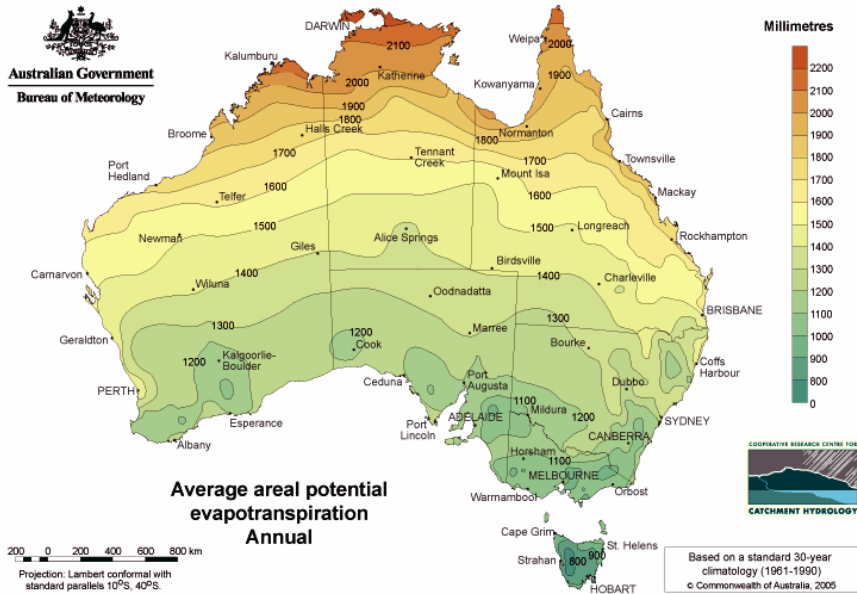 Australian Government
Bureau of Meteorology
DARWIN
Kalumburu
2100
Katherine
2000
1900
1800
Halls Creek
Broome
1700
Port
Hedland
Tennant
Creek
1600
Telfer
1500
Newman
Giles
Alice Springs
Carnarvon
1400
Wiluna
Oodnadatta
1300
Geraldton
1200
Kalgoorlie-
Boulder
1200
Cook
Marree
PERTH
Ceduna
Port
Augusta
Esperance
Albany
Port
Lincoln
ADELAIDE
1100
Mildura
Weipa
2000
1900
Kowanyama
Cairns
Normanton
1800
1700
Townsville
Mount Isa
1600
Mackay
1500
Longreach
Rockhampton
Birdsville
1400
Charleville
BRISBANE
1300
Bourke
Coffs
Harbour
Dubbo
1200
SYDNEY
CANBERRA
Horsham
1100
MELBOURNE
Warnambool
Orbost
Cape Grim
St. Helens
900
Strahan
800
HOBART
Millimetres
2200
2100
2000
1900
1800
1700
1600
1500
1400
1300
1200
1100
1000
900
800
0
Average areal potential
evapotranspiration
Annual
200 0 200 400 600 800 km
Projection: Lambert conformal with
standard parallels 10°S, 40°S.
COOPERATIVE RESEARCH CENTRE FOR
CATCHMENT HYDROLOGY
Based on a standard 30-year
climatology (1961-1990)
© Commonwealth of Australia, 2005